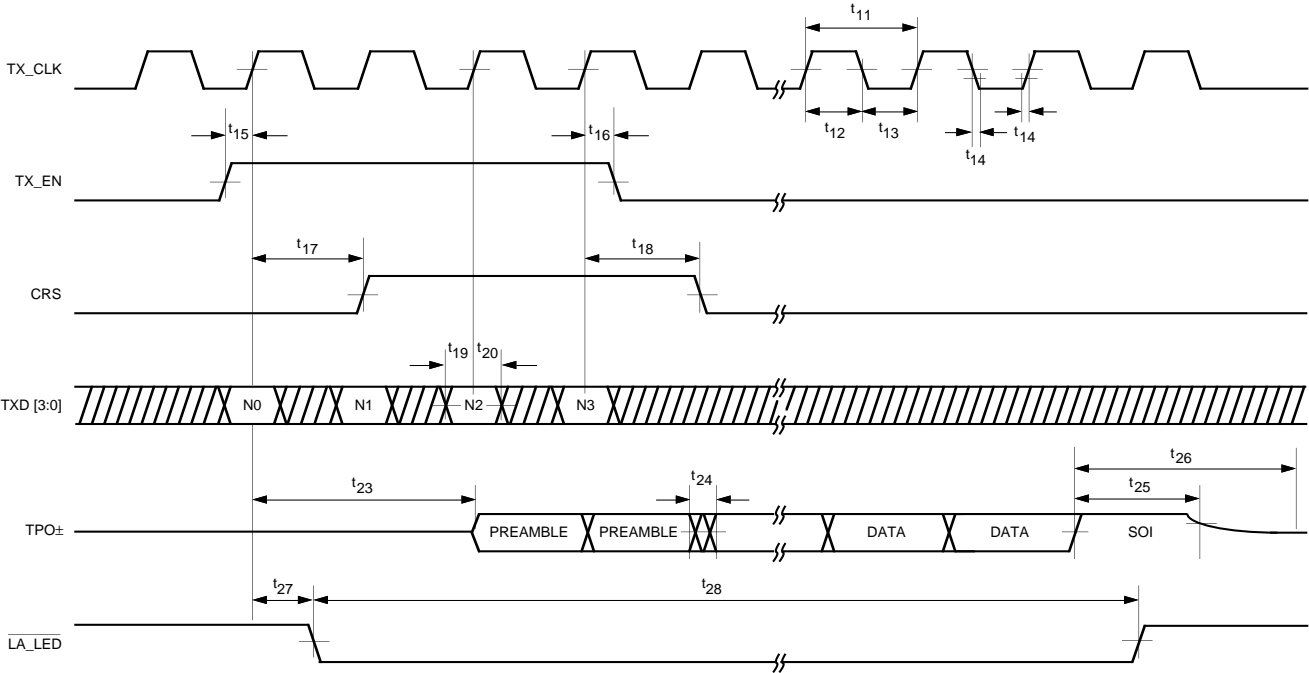 t11
TX_CLK
t12 t13 t14 t14
t15 t16
TX_EN
t17 t18
CRS
t19 t20
TXD [3:0] N0 N1 N2 N3
t23 t24 t25 t26
TPO± PREAMBLE PREAMBLE DATA DATA SOI
t27 t28
LA_LED